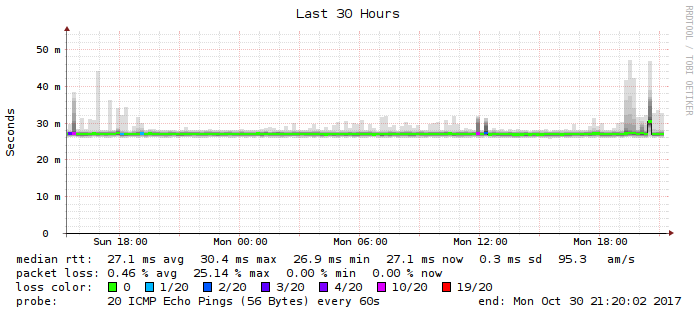 Last 30 Hours
RRDTOOL / TOBI OETIKER
Seconds
50 m
40 m
30 m
20 m
10 m
0
Sun 18:00 Mon 00:00 Mon 06:00 Mon 12:00 Mon 18:00
median rtt: 27.1 ms avg 30.4 ms max 26.9 ms min 27.1 ms now 0.3 ms sd 95.3 am/s
packet loss: 0.46 % avg 25.14 % max 0.00 % min 0.00 % now
loss color: 0 1/20 2/20 3/20 4/20 10/20 19/20
probe: 20 ICMP Echo Pings (56 Bytes) every 60s end: Mon Oct 30 21:20:02 2017